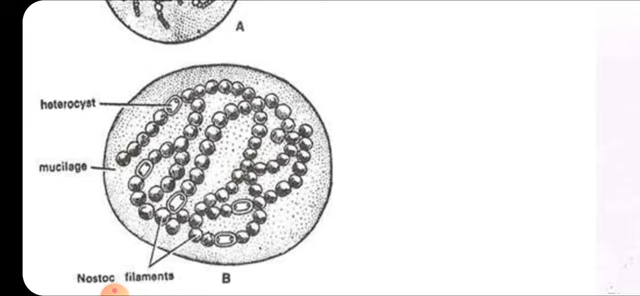 A
heterocyst
mucilage
Nostoc filaments
B